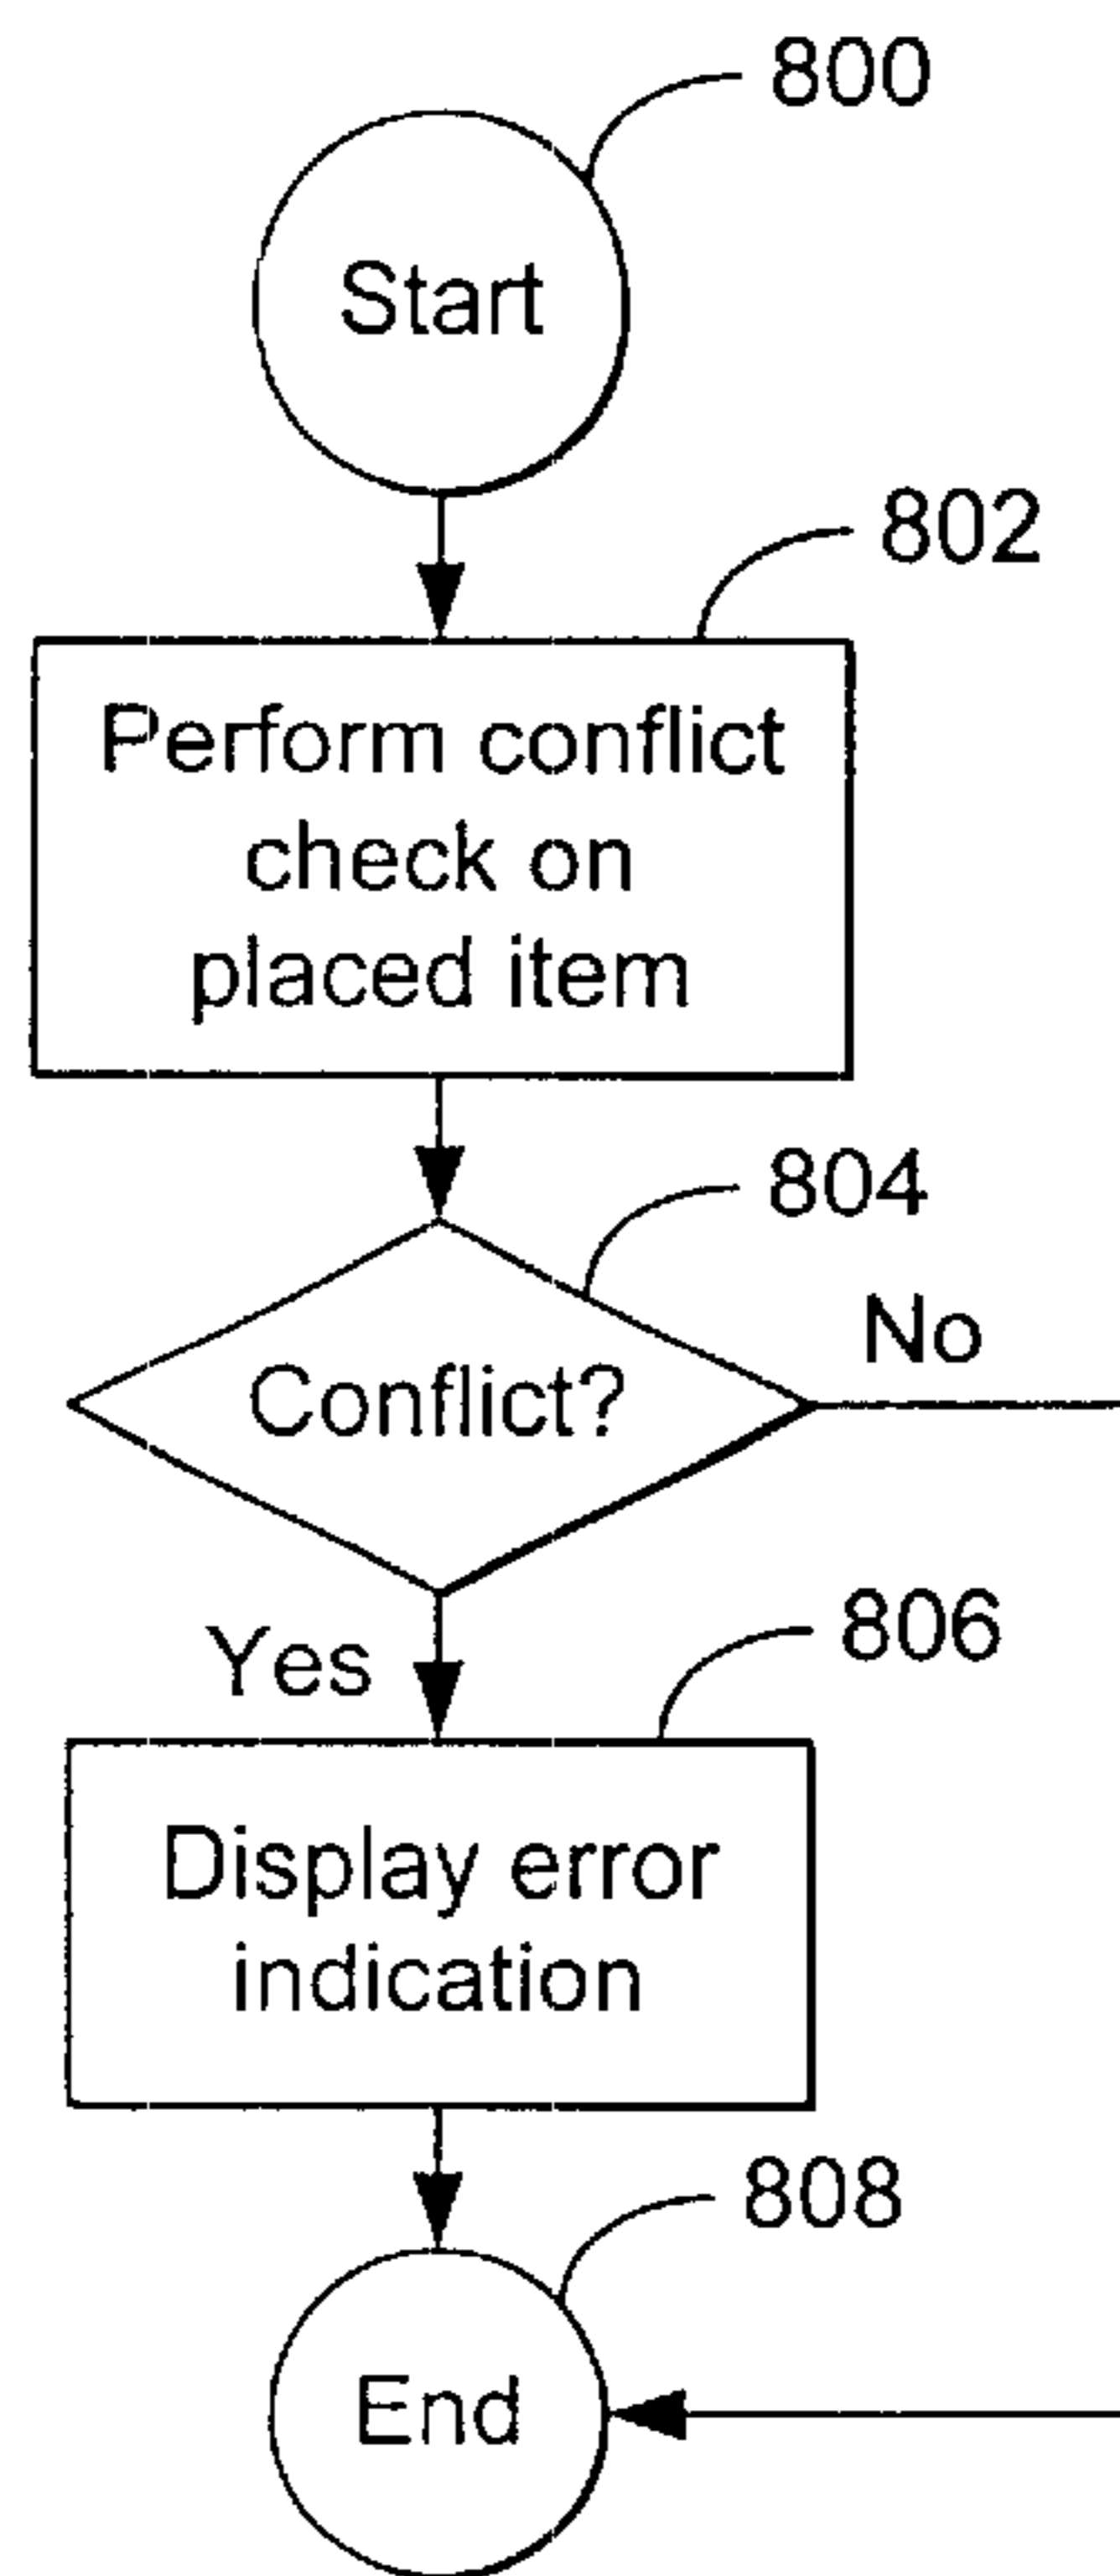 800
Start
802
Perform conflict
check on
placed item
804
Conflict?
No
Yes
806
Display error
indication
808
End